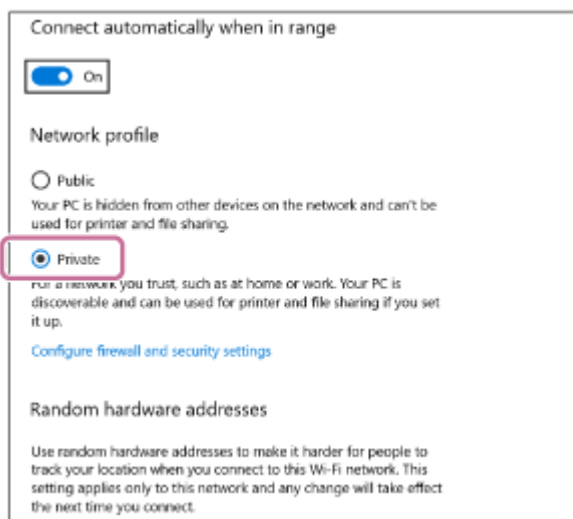 Connect automatically when in range
On
Network profile
Public
Your PC is hidden from other devices on the network and can't be
used for printer and file sharing.
Private
For a network you trust, such as at home or work. Your PC is
discoverable and can be used for printer and file sharing if you set
it up.
Configure firewall and security settings
Random hardware addresses
Use random hardware addresses to make it harder for people to
track your location when you connect to this Wi-Fi network. This
setting applies only to this network and any change will take effect
the next time you connect.